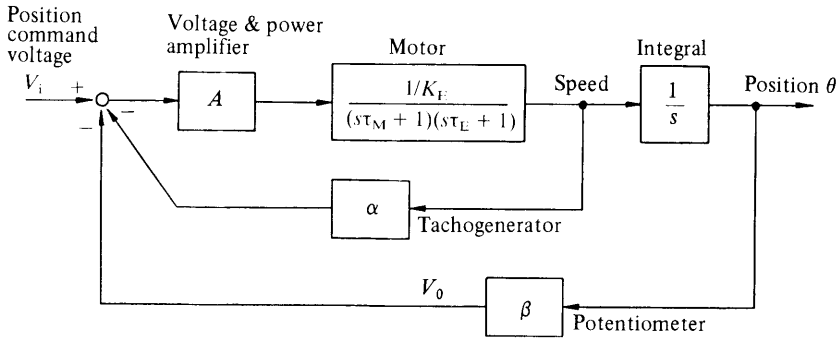 Position
command
voltage
Voltage & power
amplifier
Motor
Integral
V_i
+
−
−
A
1/K_E
(sτ_M + 1)(sτ_E + 1)
Speed
1
s
Position θ
α
Tachogenerator
V_0
β
Potentiometer